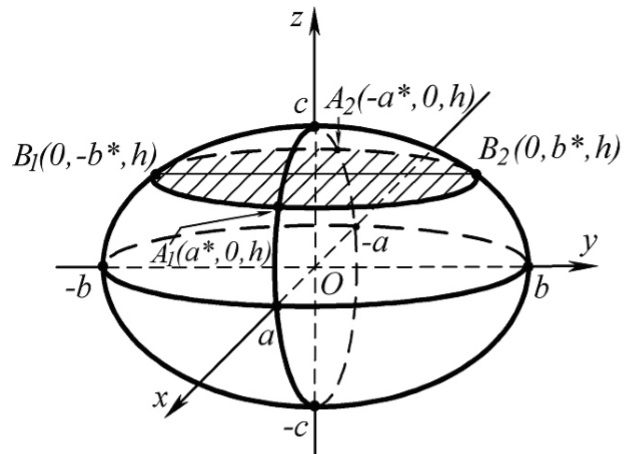 z
c
A₂(-a*,0,h)
B₁(0,-b*,h)
B₂(0,b*,h)
A₁(a*,0,h)
-a
y
-b
O
b
a
x
-c